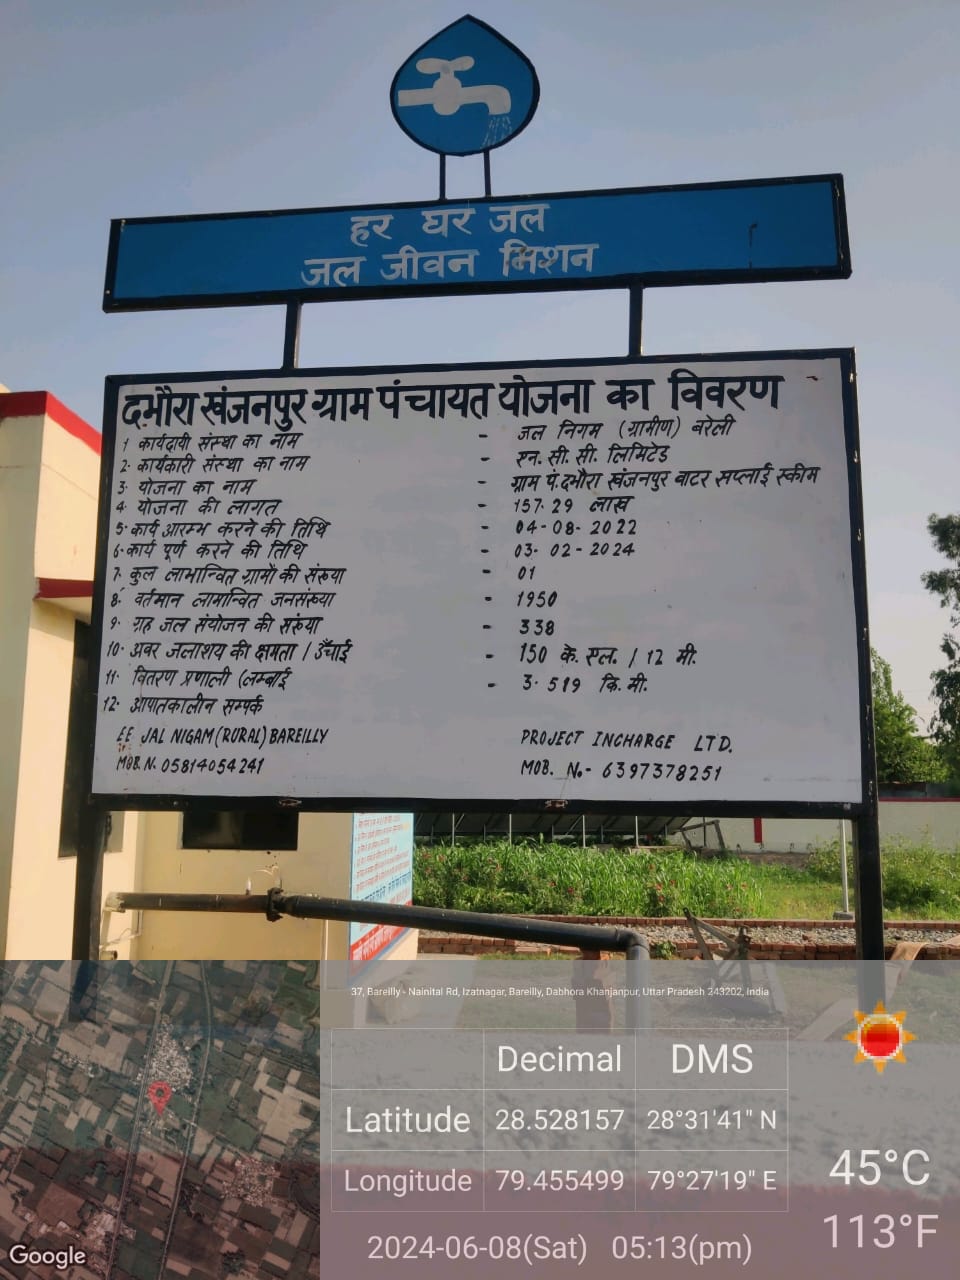 हर घर जल
जल जीवन मिशन
दभौरा खंजनपुर ग्राम पंचायत योजना का विवरण
1 कार्यदायी संस्था का नाम - जल निगम (ग्रामीण) बरेली
2· कार्यकारी संस्था का नाम - एन. सी. सी. लिमिटेड
3· योजना का नाम - ग्राम पं. दभौरा खंजनपुर वाटर सप्लाई स्कीम
4· योजना की लागत - 157·29 लाख
5· कार्य आरम्भ करने की तिथि - 04-08-2022
6· कार्य पूर्ण करने की तिथि - 03-02-2024
7· कुल लाभान्वित ग्रामों की संख्या - 01
8· वर्तमान लाभान्वित जनसंख्या - 1950
9· ग्रह जल संयोजन की संख्या - 338
10· अवर जलाशय की क्षमता / उँचाई - 150 के. एल. / 12 मी.
11· वितरण प्रणाली (लम्बाई - 3·519 कि.मी.
12· आपातकालीन सम्पर्क
EE JAL NIGAM (RURAL) BAREILLY PROJECT INCHARGE LTD.
MOB. N. 05814054241 MOB. No.- 6397378251
37, Bareilly - Nainital Rd, Izatnagar, Bareilly, Dabhora Khanjanpur, Uttar Pradesh 243202, India
Decimal DMS
Latitude 28.528157 28°31'41" N
Longitude 79.455499 79°27'19" E
45°C
113°F
2024-06-08(Sat) 05:13(pm)
Google